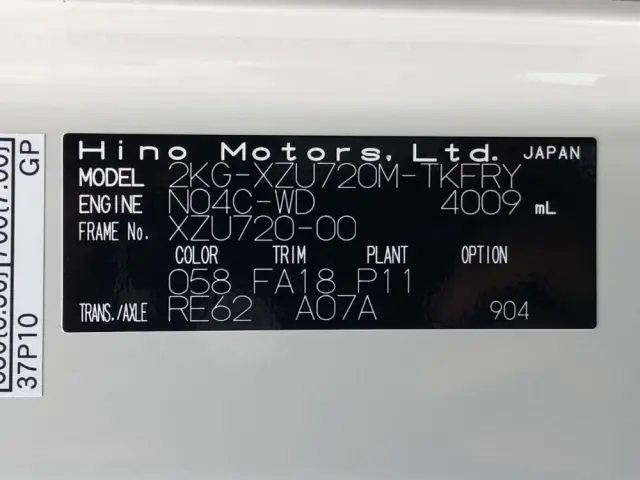 Hino Motors, Ltd. JAPAN
MODEL 2KG-XZU720M-TKFRY
ENGINE N04C-WD 4009 mL
FRAME No. XZU720-00
COLOR TRIM PLANT OPTION
058 FA18 P11
TRANS./AXLE RE62 A07A 904
GP
37P10